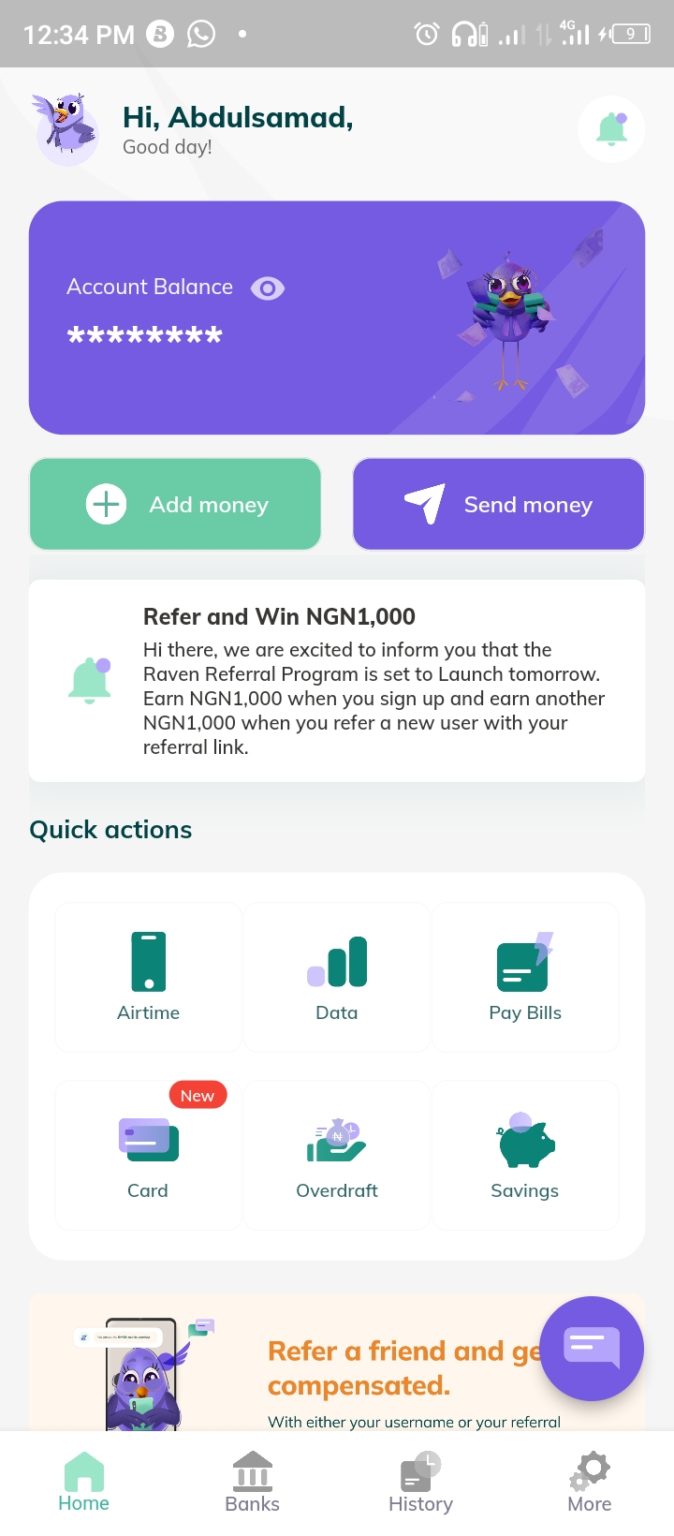 12:34 PM
4G
9
Hi, Abdulsamad,
Good day!
Account Balance
********
Add money
Send money
Refer and Win NGN1,000
Hi there, we are excited to inform you that the
Raven Referral Program is set to Launch tomorrow.
Earn NGN1,000 when you sign up and earn another
NGN1,000 when you refer a new user with your
referral link.
Quick actions
Airtime
Data
Pay Bills
New
Card
Overdraft
Savings
Refer a friend and ge
compensated.
With either your username or your referral
Home
Banks
History
More